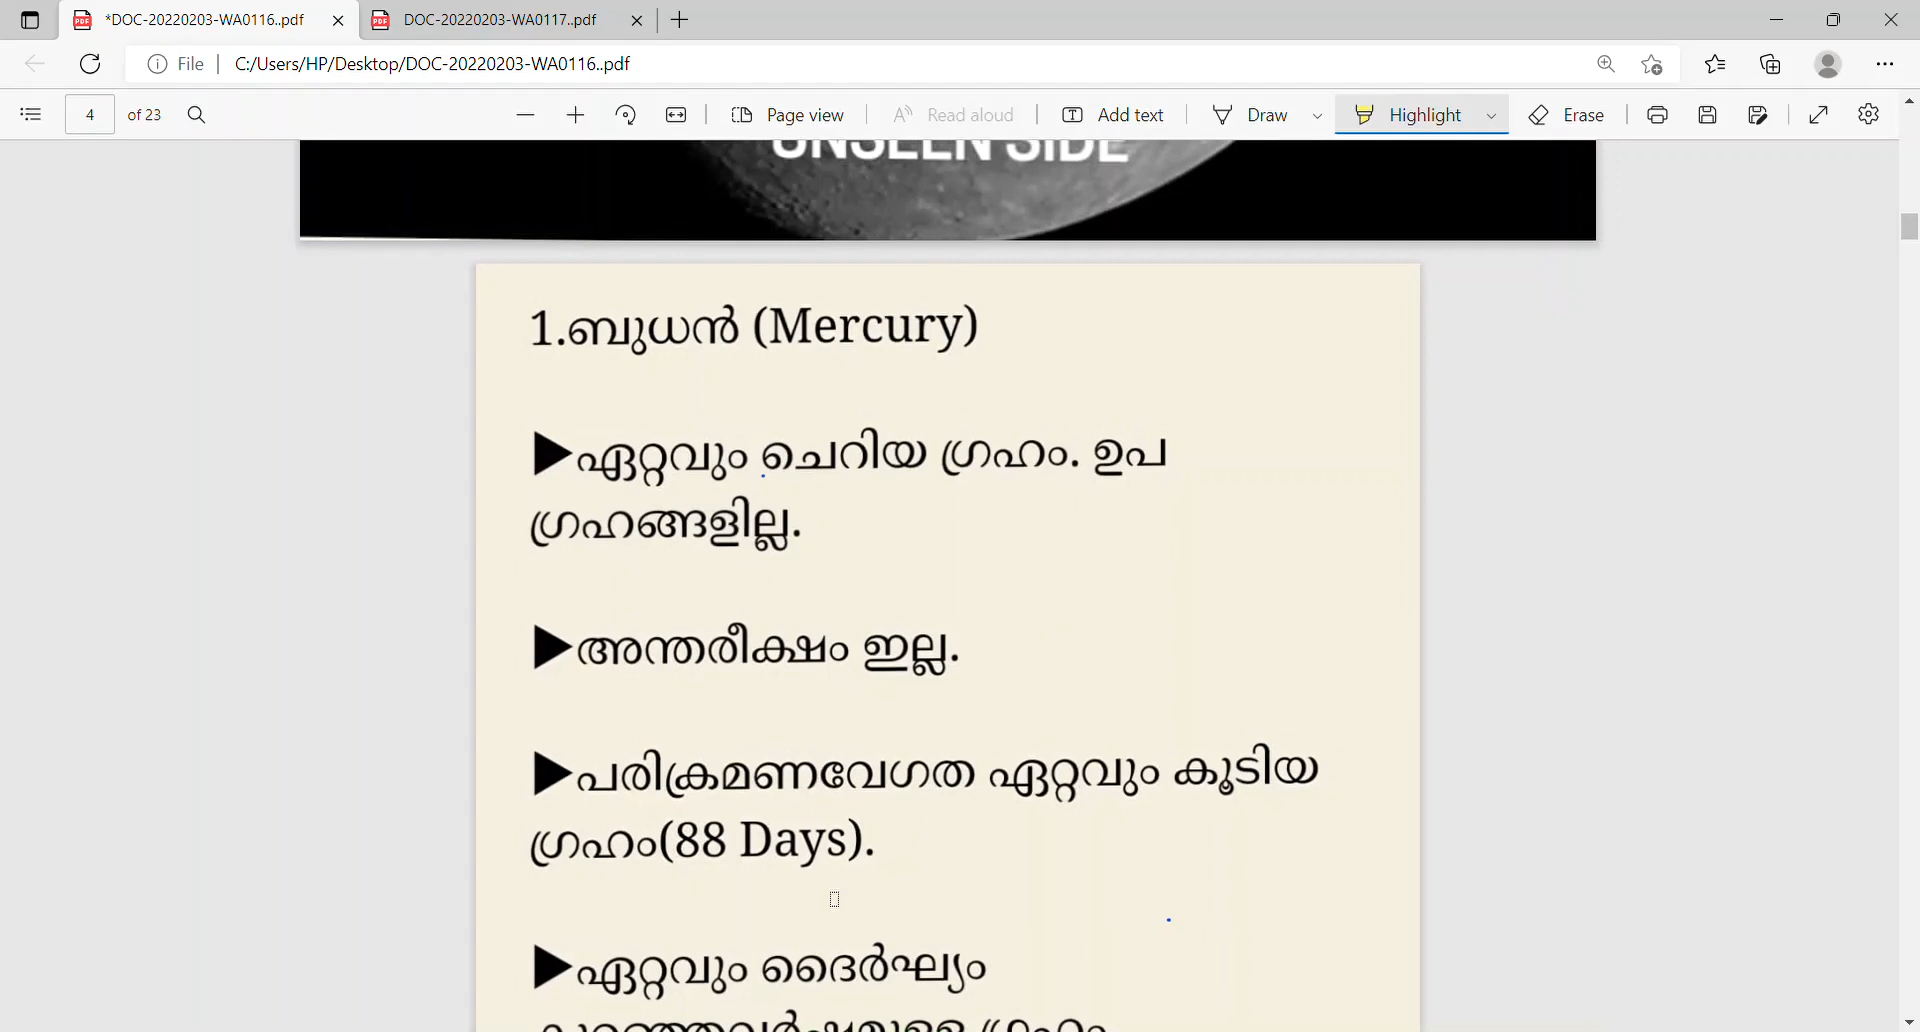 *DOC-20220203-WA0116..pdf
DOC-20220203-WA0117..pdf
File
C:/Users/HP/Desktop/DOC-20220203-WA0116..pdf
4 of 23
Page view
Read aloud
Add text
Draw
Highlight
Erase
UNSEEN SIDE
1.ബുധൻ (Mercury)
▶ഏറ്റവും ചെറിയ ഗ്രഹം. ഉപ
ഗ്രഹങ്ങളില്ല.
▶അന്തരീക്ഷം ഇല്ല.
▶പരിക്രമണവേഗത ഏറ്റവും കൂടിയ
ഗ്രഹം(88 Days).
▶ഏറ്റവും ദൈർഘ്യം